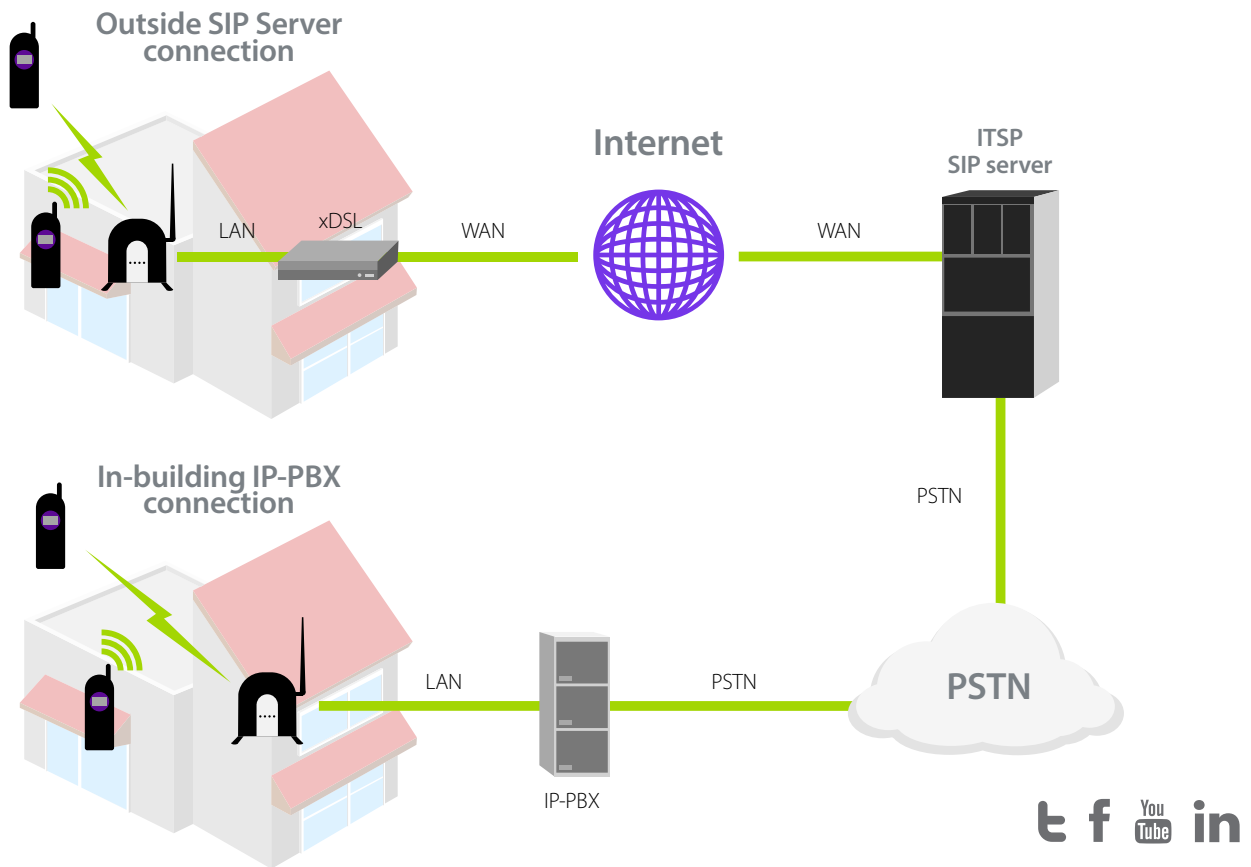 Outside SIP Server
connection
Internet
ITSP
SIP server
LAN
xDSL
WAN
WAN
PSTN
In-building IP-PBX
connection
LAN
PSTN
PSTN
IP-PBX
t f You
Tube in